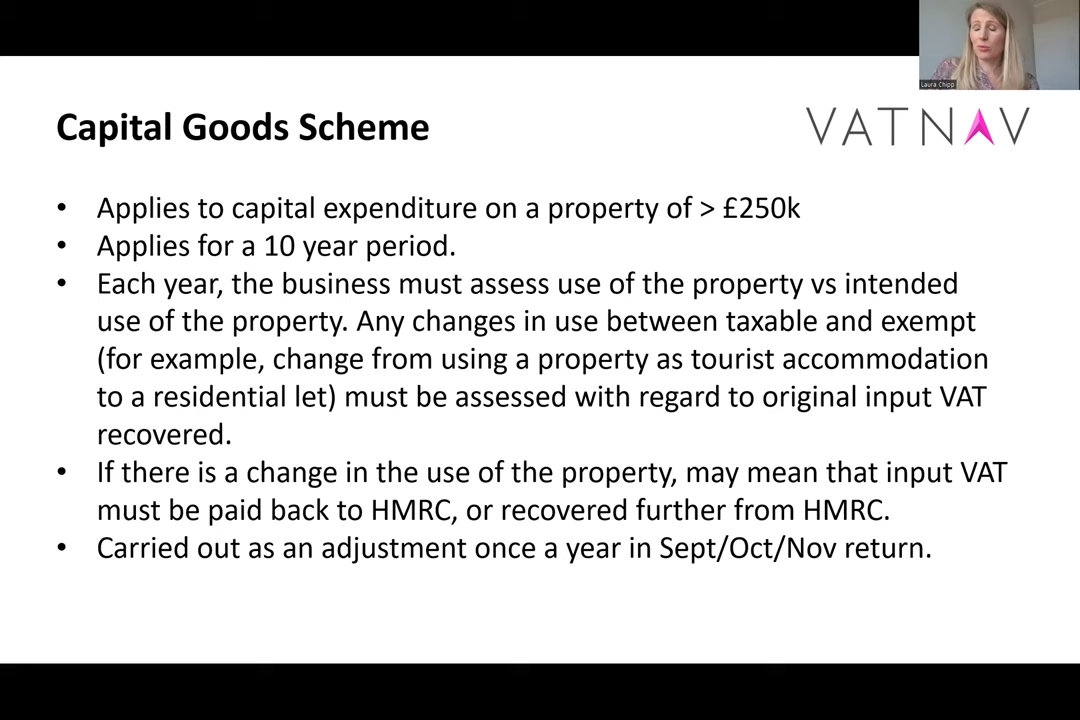 Laura Chipp
Capital Goods Scheme
VATNAV
• Applies to capital expenditure on a property of > £250k
• Applies for a 10 year period.
• Each year, the business must assess use of the property vs intended
use of the property. Any changes in use between taxable and exempt
(for example, change from using a property as tourist accommodation
to a residential let) must be assessed with regard to original input VAT
recovered.
• If there is a change in the use of the property, may mean that input VAT
must be paid back to HMRC, or recovered further from HMRC.
• Carried out as an adjustment once a year in Sept/Oct/Nov return.